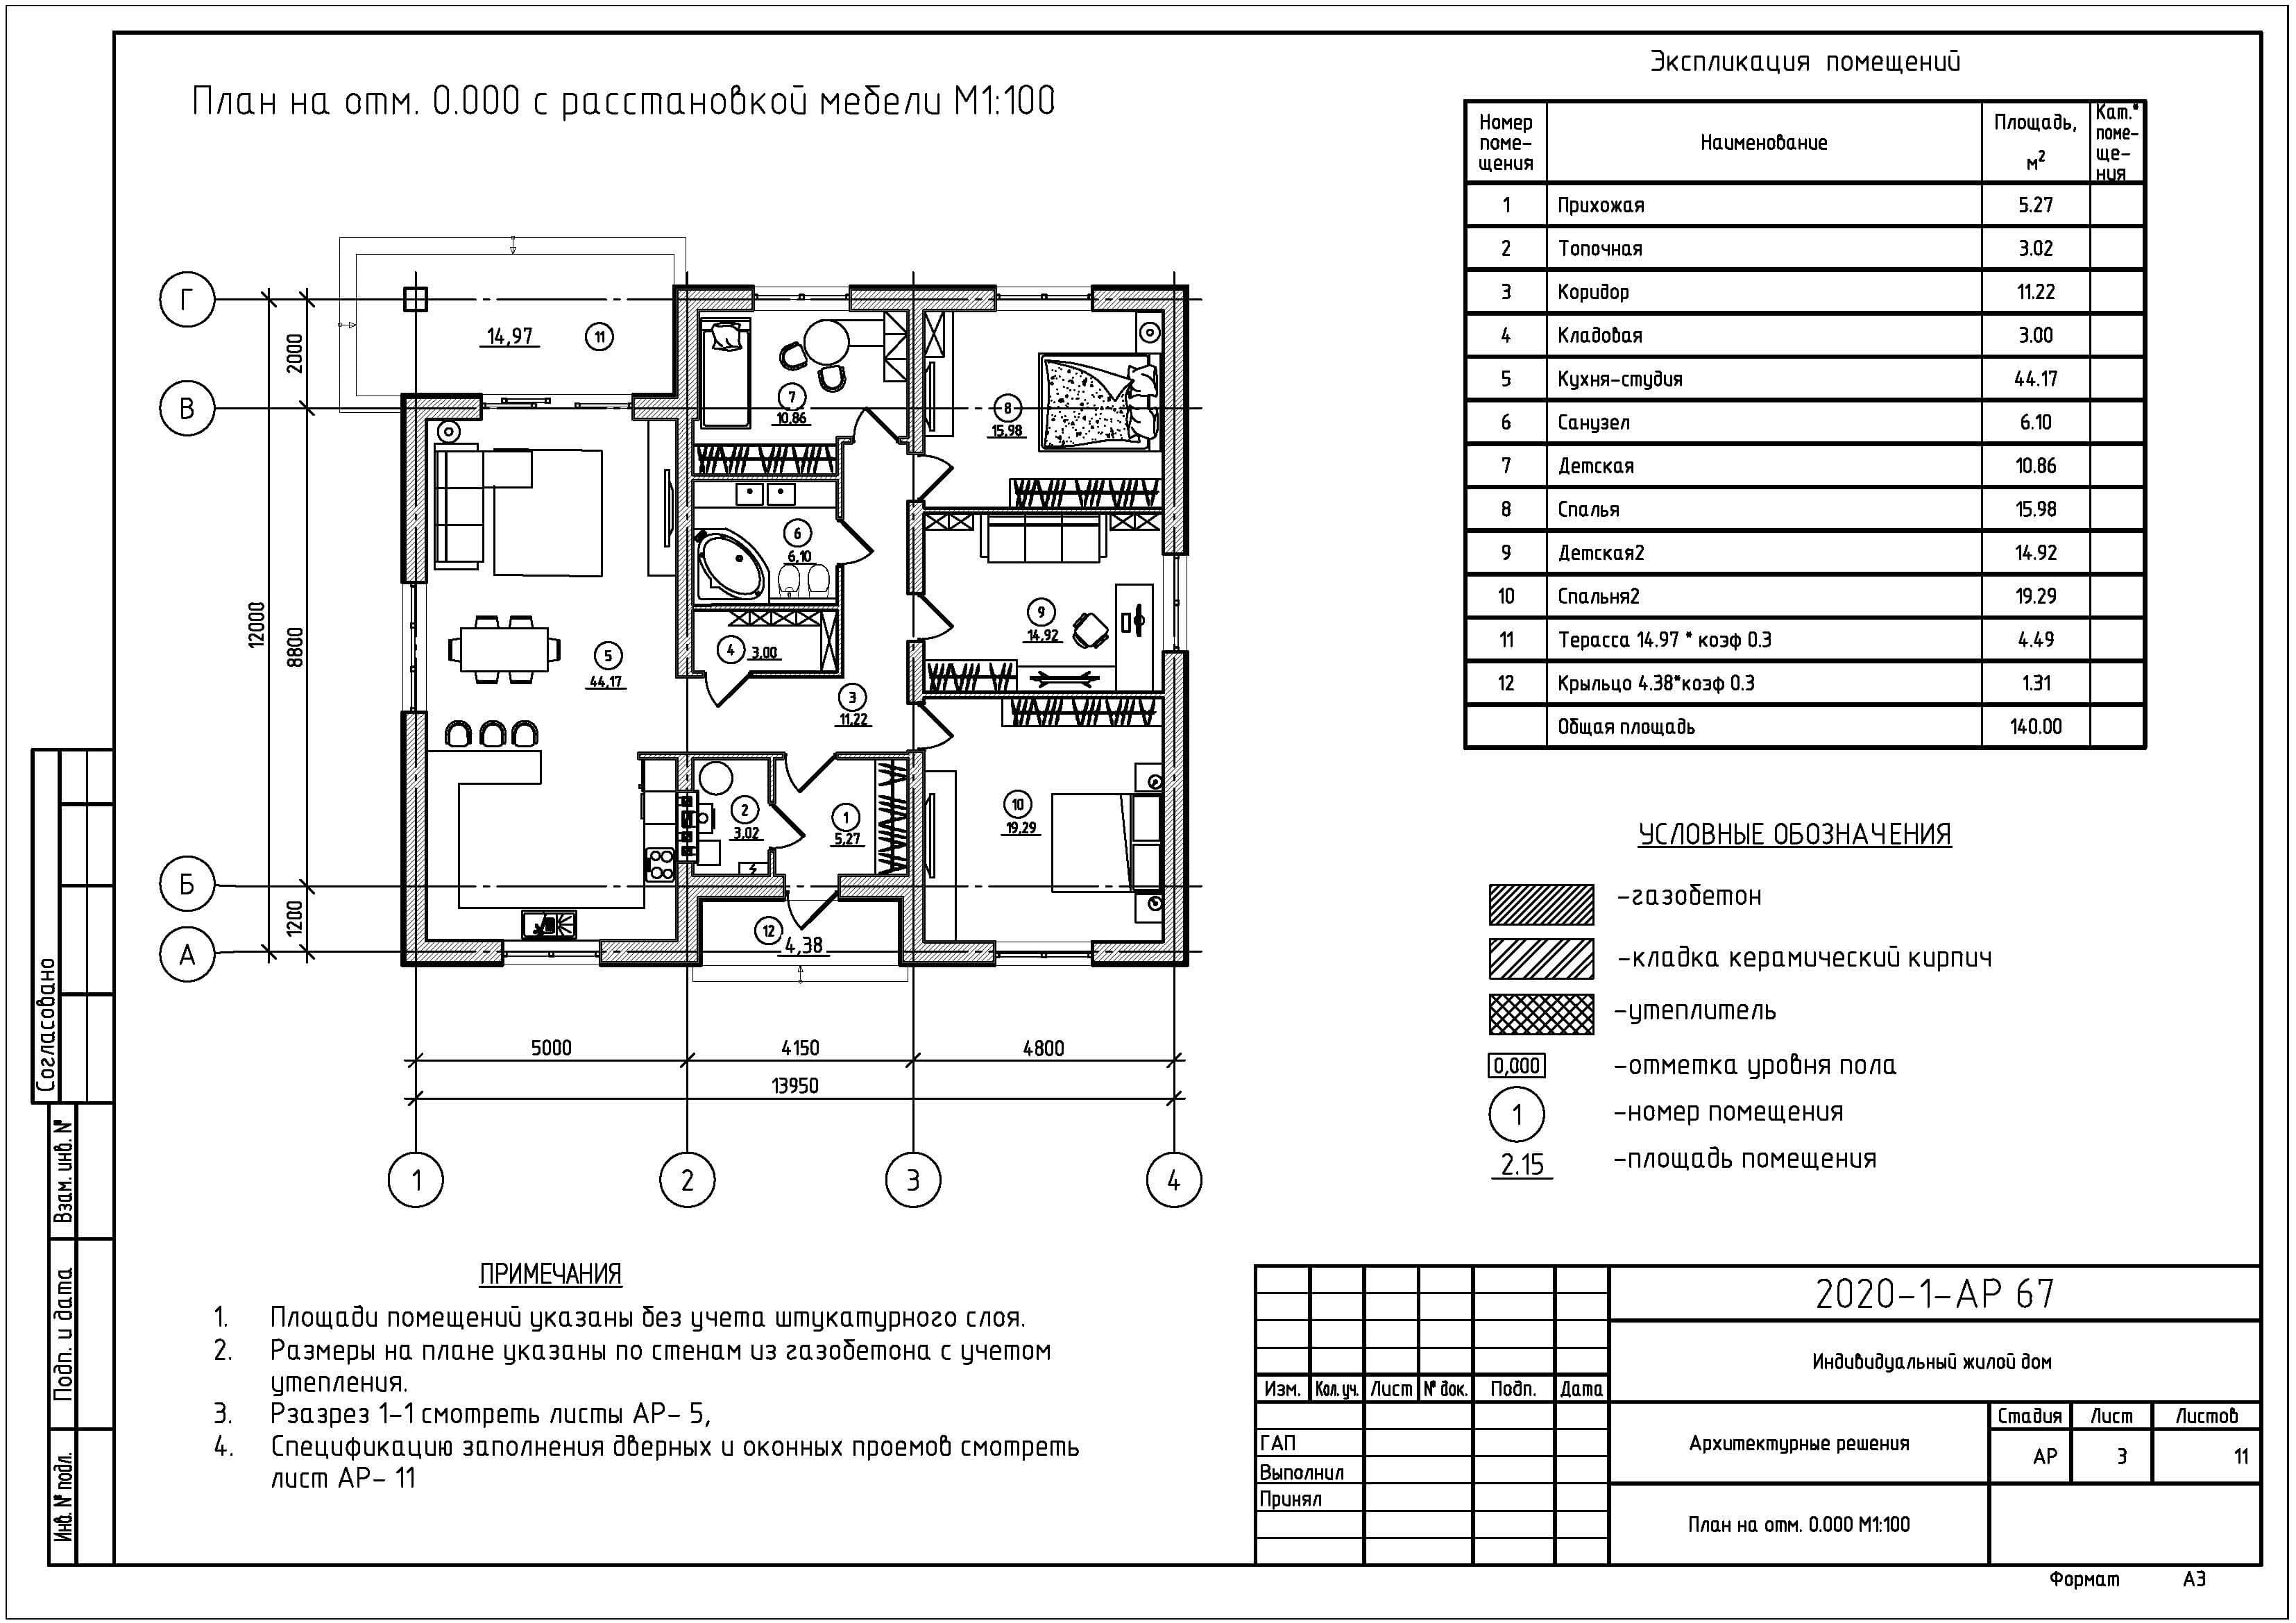 План на отм. 0.000 с расстановкой мебели М1:100
Экспликация помещений
Номер поме-щения Наименование Площадь, м2 Кат.* поме-ще-ния
1 Прихожая 5.27
2 Топочная 3.02
3 Коридор 11.22
4 Кладовая 3.00
5 Кухня-студия 44.17
6 Санузел 6.10
7 Детская 10.86
8 Спалья 15.98
9 Детская2 14.92
10 Спальня2 19.29
11 Терасса 14.97 * коэф 0.3 4.49
12 Крыльцо 4.38*коэф 0.3 1.31
Общая площадь 140.00
Г
В
Б
А
2000
8800
1200
12000
14,97 11
7
10,86
8
15,98
6
6,10
9
14,92
4 3,00
5
44,17
3
11,22
10
19,29
2
3,02
1
5,27
12
4,38
5000 4150 4800
13950
1 2 3 4
УСЛОВНЫЕ ОБОЗНАЧЕНИЯ
-газобетон
-кладка керамический кирпич
-утеплитель
0,000 -отметка уровня пола
1 -номер помещения
2.15 -площадь помещения
ПРИМЕЧАНИЯ
1. Площади помещений указаны без учета штукатурного слоя.
2. Размеры на плане указаны по стенам из газобетона с учетом
утепления.
3. Рзазрез 1-1 смотреть листы АР- 5,
4. Спецификацию заполнения дверных и оконных проемов смотреть
лист АР- 11
Согласовано
Взам. инв. №
Подп. и дата
Инв. № подл.
2020-1-АР 67
Индивидуальный жилой дом
Изм. Кол. уч. Лист № док. Подп. Дата
Стадия Лист Листов
ГАП
Архитектурные решения
АР 3 11
Выполнил
Принял
План на отм. 0.000 М1:100
Формат А3